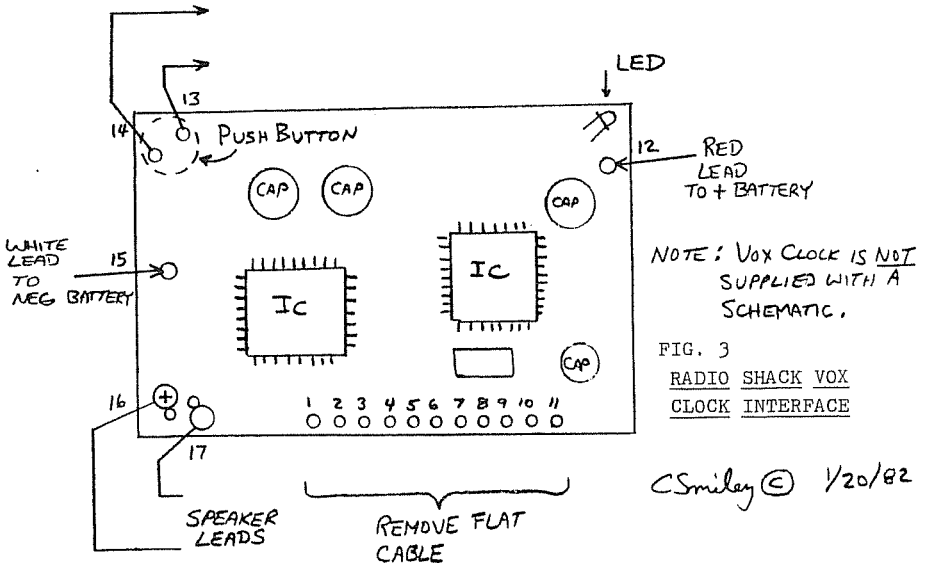 LED
13
14
PUSH BUTTON
12
RED
LEAD
TO + BATTERY
CAP
CAP
CAP
WHITE
LEAD
TO
NEG BATTERY
15
IC
IC
NOTE: VOX CLOCK IS NOT
SUPPLIED WITH A
SCHEMATIC.
CAP
FIG. 3
RADIO SHACK VOX
CLOCK INTERFACE
16
+
17
1 2 3 4 5 6 7 8 9 10 11
SPEAKER
LEADS
REMOVE FLAT
CABLE
CSmiley © 1/20/82